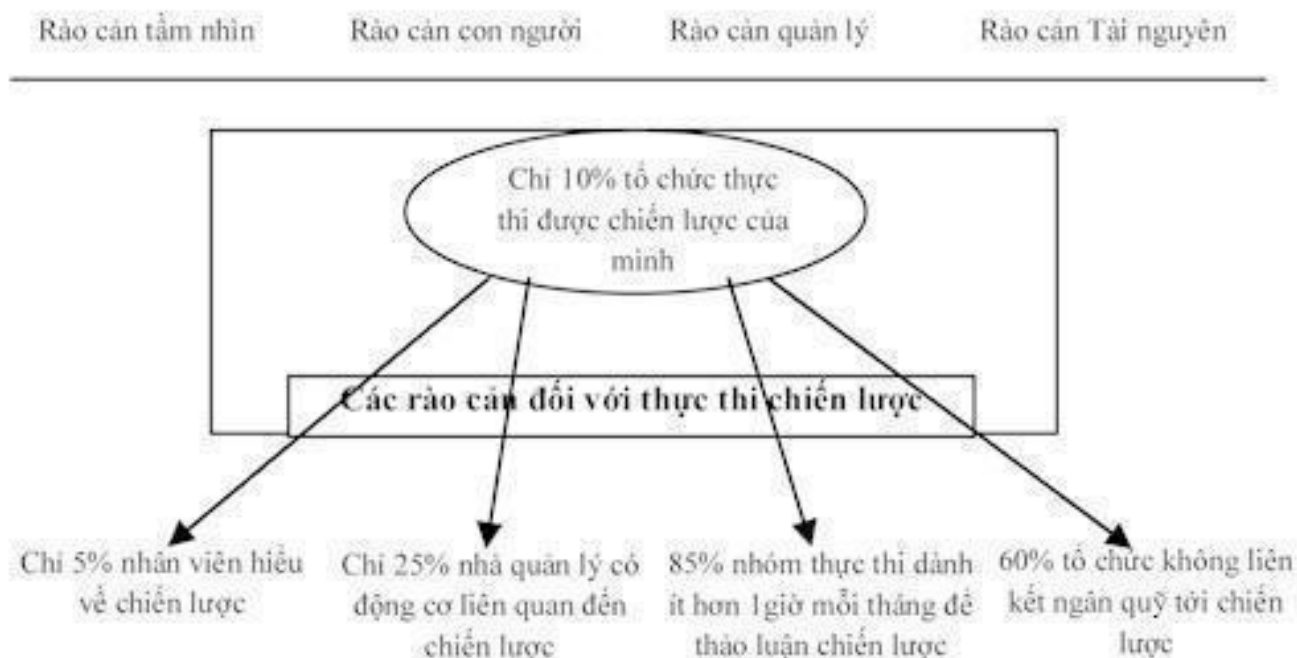 Rào cản tầm nhìn
Rào cản con người
Rào cản quản lý
Rào cản Tài nguyên
Chỉ 10% tổ chức thực
thi được chiến lược của
mình
Các rào cản đối với thực thi chiến lược
Chỉ 5% nhân viên hiểu
về chiến lược
Chỉ 25% nhà quản lý có
động cơ liên quan đến
chiến lược
85% nhóm thực thi dành
ít hơn 1giờ mỗi tháng để
thảo luận chiến lược
60% tổ chức không liên
kết ngân quỹ tới chiến
lược